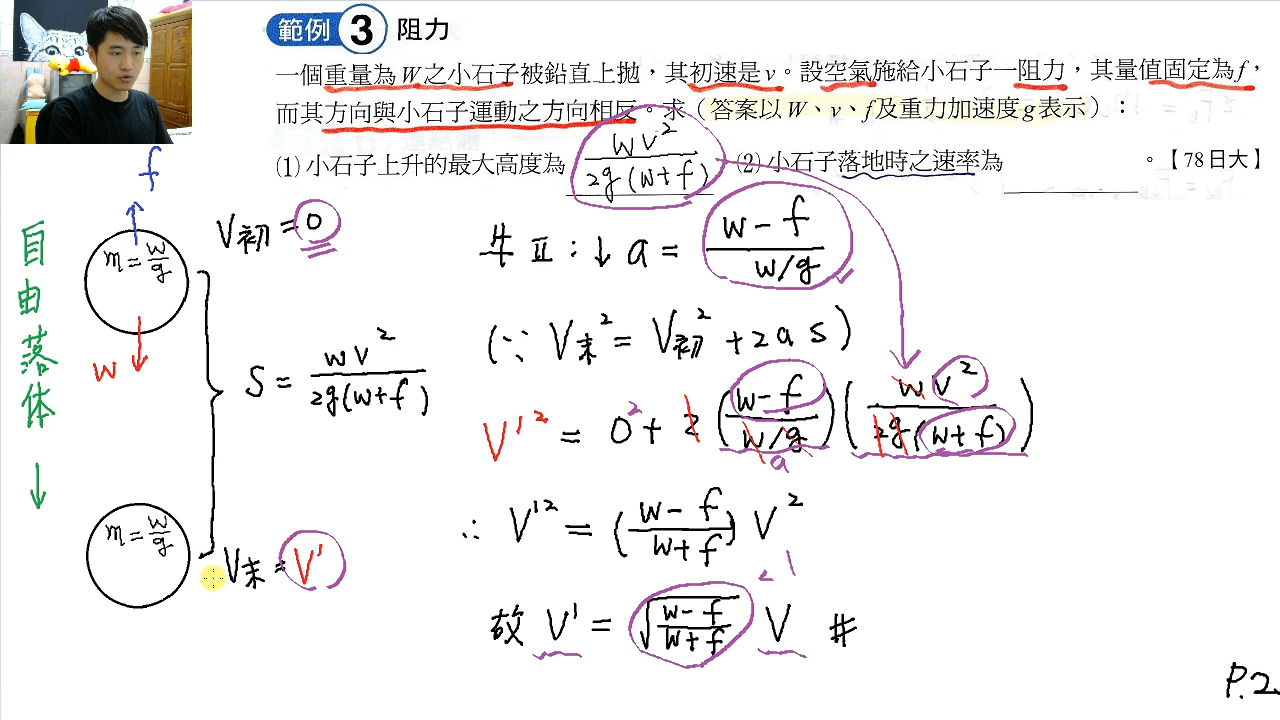 範例 3 阻力
一個重量為W之小石子被鉛直上拋，其初速是v。設空氣施給小石子一阻力，其量值固定為f，
而其方向與小石子運動之方向相反。求（答案以W、v、f及重力加速度g表示）：
(1)小石子上升的最大高度為 wv²/2g(w+f) (2)小石子落地時之速率為 。【78日大】
f
自由落体↓
m=w/g
w
V初=0
S=wv²/2g(w+f)
m=w/g
V末=V'
牛Ⅱ:↓a=(w-f)/(w/g)
(∵V末²=V初²+2as)
V'²=0²+2((w-f)/(w/g))(wv²/2g(w+f))
a
∴V'²=((w-f)/(w+f))V²
故V'=√((w-f)/(w+f)) V #
P.2